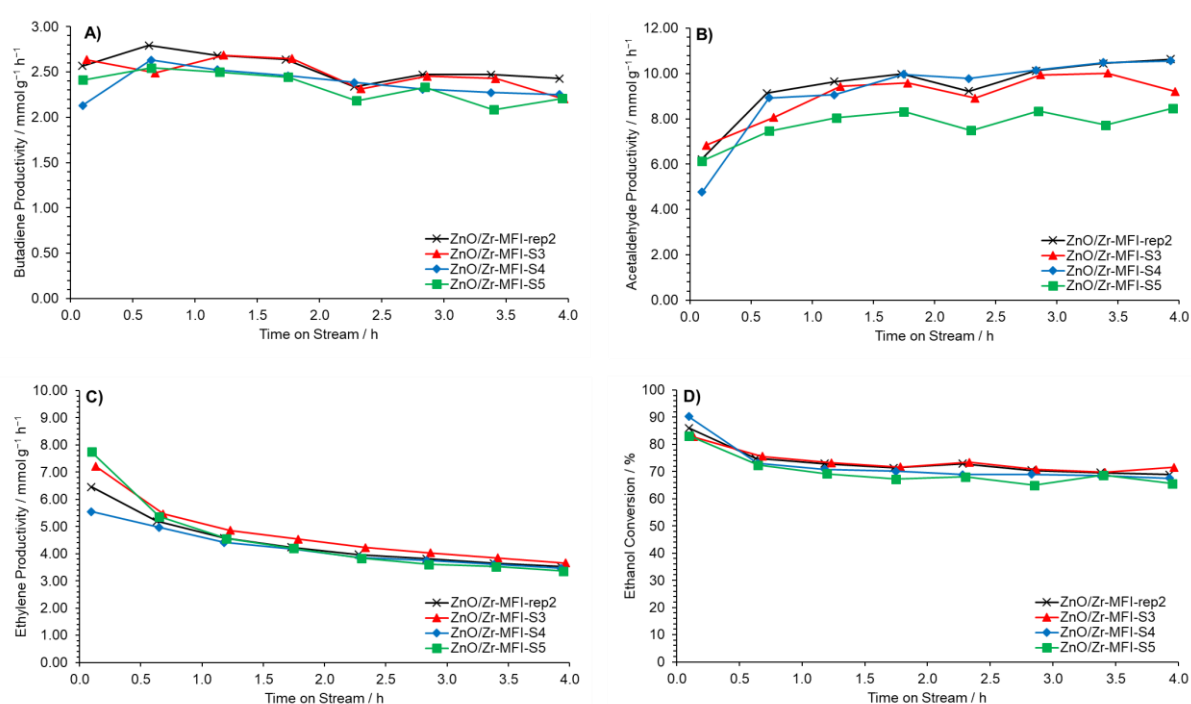 A)
Butadiene Productivity / mmol g⁻¹ h⁻¹
3.00
2.50
2.00
1.50
1.00
0.50
0.00
ZnO/Zr-MFI-rep2
ZnO/Zr-MFI-S3
ZnO/Zr-MFI-S4
ZnO/Zr-MFI-S5
0.0 0.5 1.0 1.5 2.0 2.5 3.0 3.5 4.0
Time on Stream / h
B)
Acetaldehyde Productivity / mmol g⁻¹ h⁻¹
12.00
10.00
8.00
6.00
4.00
2.00
0.00
ZnO/Zr-MFI-rep2
ZnO/Zr-MFI-S3
ZnO/Zr-MFI-S4
ZnO/Zr-MFI-S5
0.0 0.5 1.0 1.5 2.0 2.5 3.0 3.5 4.0
Time on Stream / h
C)
Ethylene Productivity / mmol g⁻¹ h⁻¹
10.00
9.00
8.00
7.00
6.00
5.00
4.00
3.00
2.00
1.00
0.00
ZnO/Zr-MFI-rep2
ZnO/Zr-MFI-S3
ZnO/Zr-MFI-S4
ZnO/Zr-MFI-S5
0.0 0.5 1.0 1.5 2.0 2.5 3.0 3.5 4.0
Time on Stream / h
D)
Ethanol Conversion / %
100
90
80
70
60
50
40
30
20
10
0
ZnO/Zr-MFI-rep2
ZnO/Zr-MFI-S3
ZnO/Zr-MFI-S4
ZnO/Zr-MFI-S5
0.0 0.5 1.0 1.5 2.0 2.5 3.0 3.5 4.0
Time on Stream / h